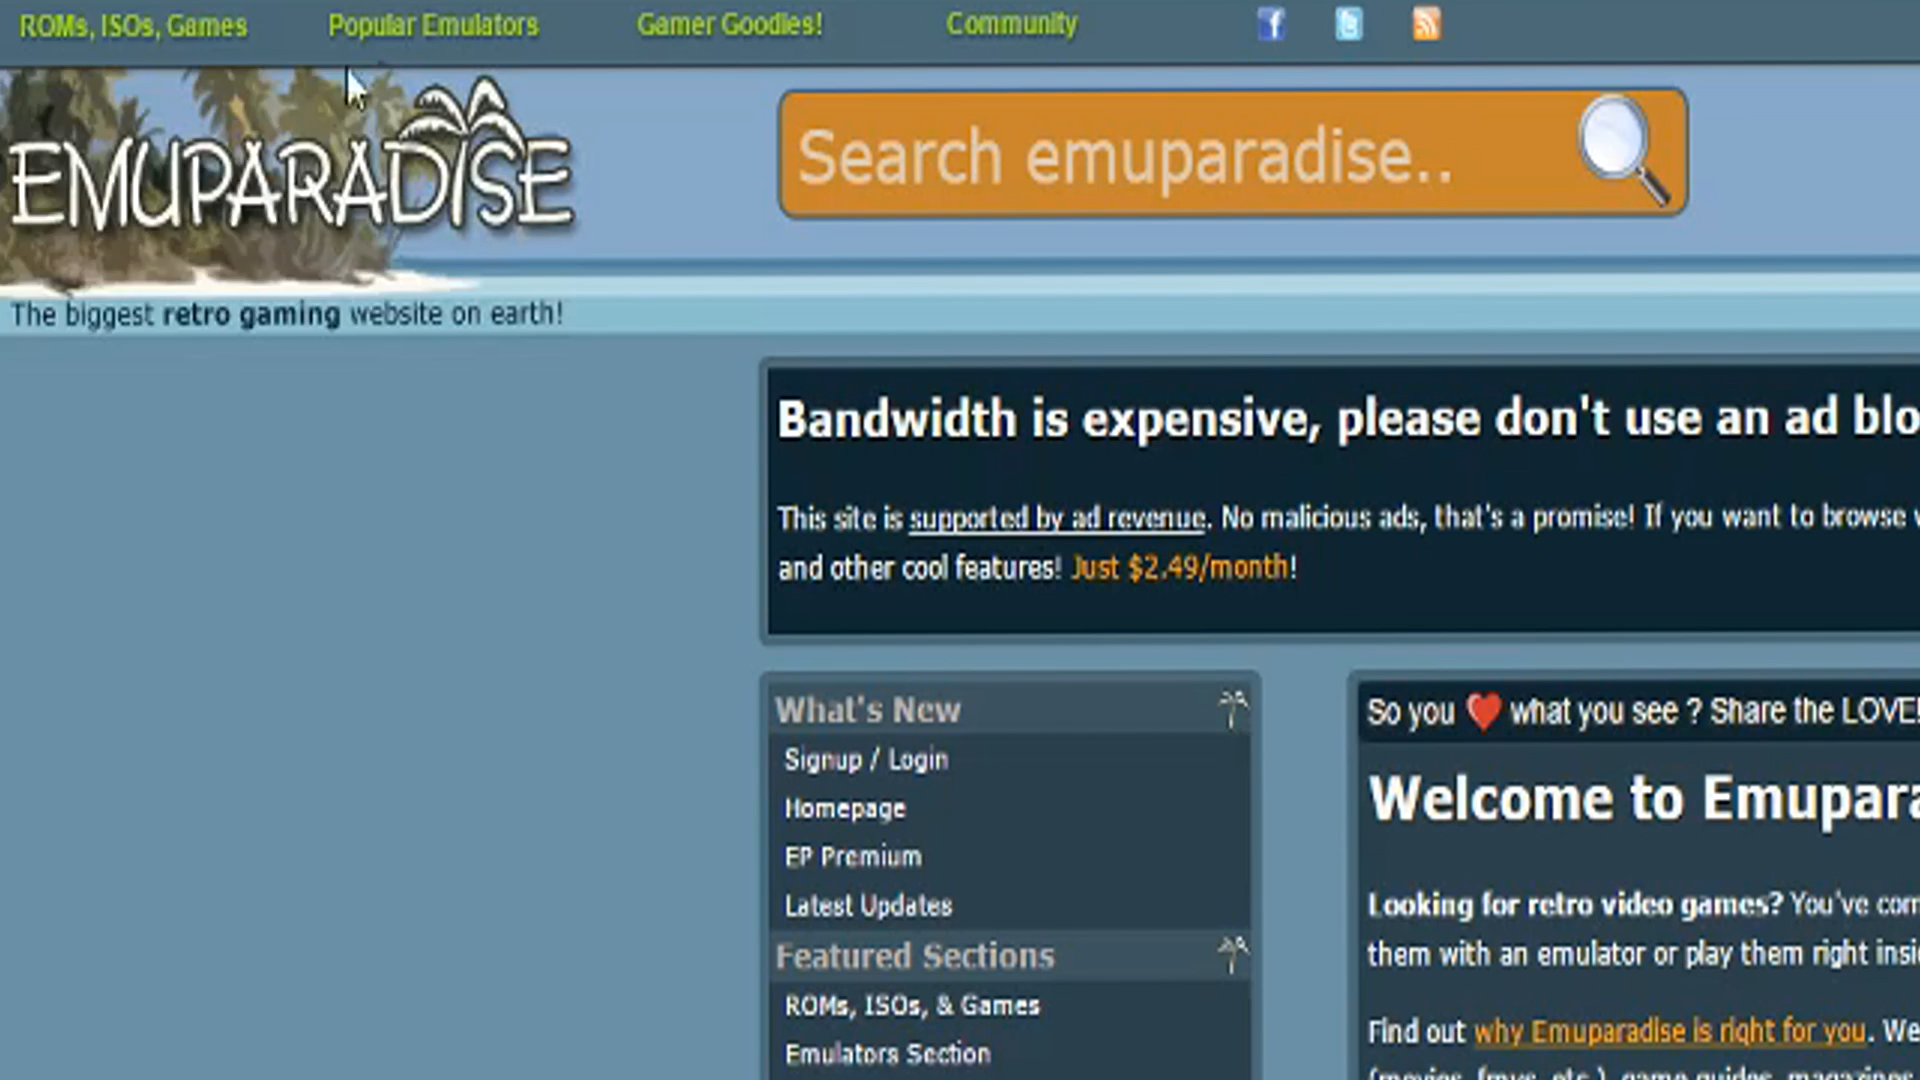 ROMs, ISOs, Games Popular Emulators Gamer Goodies! Community
EMUPARADISE
Search emuparadise..
The biggest retro gaming website on earth!
Bandwidth is expensive, please don't use an ad
This site is supported by ad revenue. No malicious ads, that's a promise! If you want to browse
and other cool features! Just $2.49/month!
What's New
Signup / Login
Homepage
EP Premium
Latest Updates
Featured Sections
ROMs, ISOs, & Games
Emulators Section
So you what you see ? Share the LOVE!
Welcome to
Looking for retro video games? You've
them with an emulator or play them right
Find out why Emuparadise is right for you. We